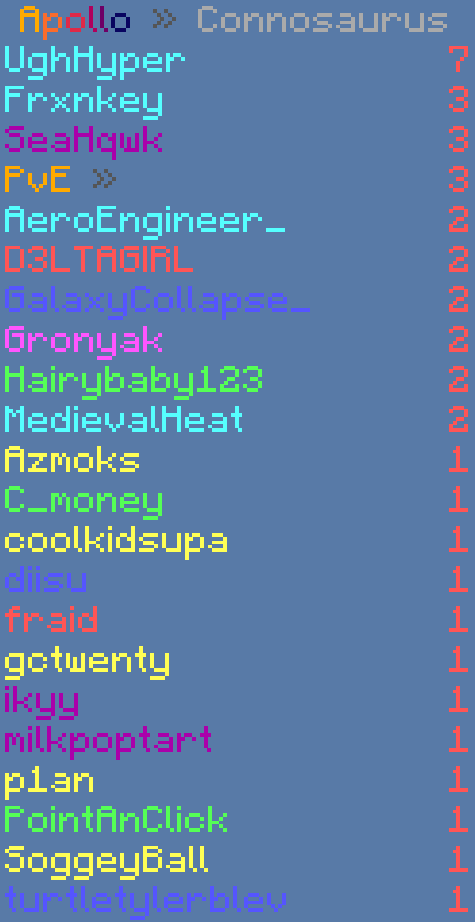 Apollo » Connosaurus
UghHyper 7
Frxnkey 3
SeaHqwk 3
PvE » 3
AeroEngineer_ 2
D3LTAGIRL 2
GalaxyCollapse_ 2
Gronyak 2
Hairybaby123 2
MedievalHeat 2
Azmoks 1
C_money 1
coolkidsupa 1
diisu 1
fraid 1
gctwenty 1
ikyy 1
milkpoptart 1
p1an 1
PointAnClick 1
SoggeyBall 1
turtletylerblev 1